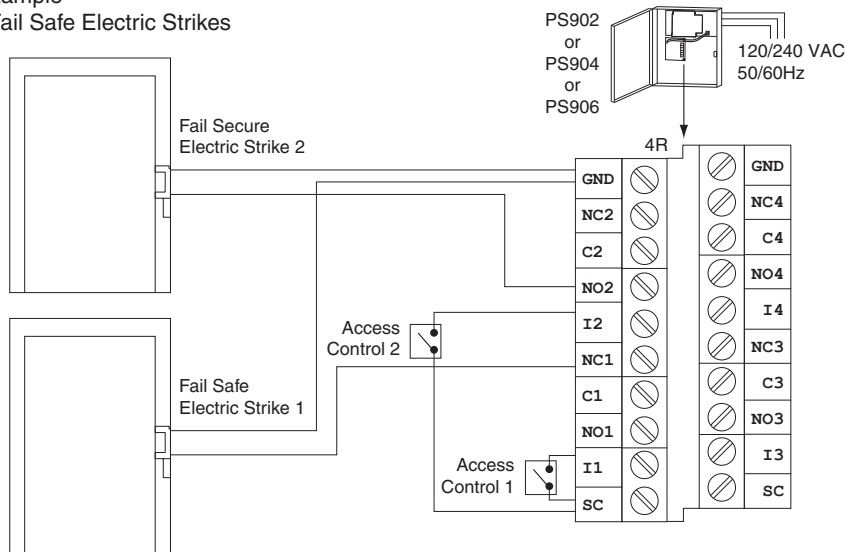 Fail Safe Electric Strikes
PS902
or
PS904
or
PS906
120/240 VAC
50/60Hz
Fail Secure
Electric Strike 2
4R
GND
NC2
C2
NO2
I2
NC1
C1
NO1
I1
SC
GND
NC4
C4
NO4
I4
NC3
C3
NO3
I3
SC
Access
Control 2
Fail Safe
Electric Strike 1
Access
Control 1